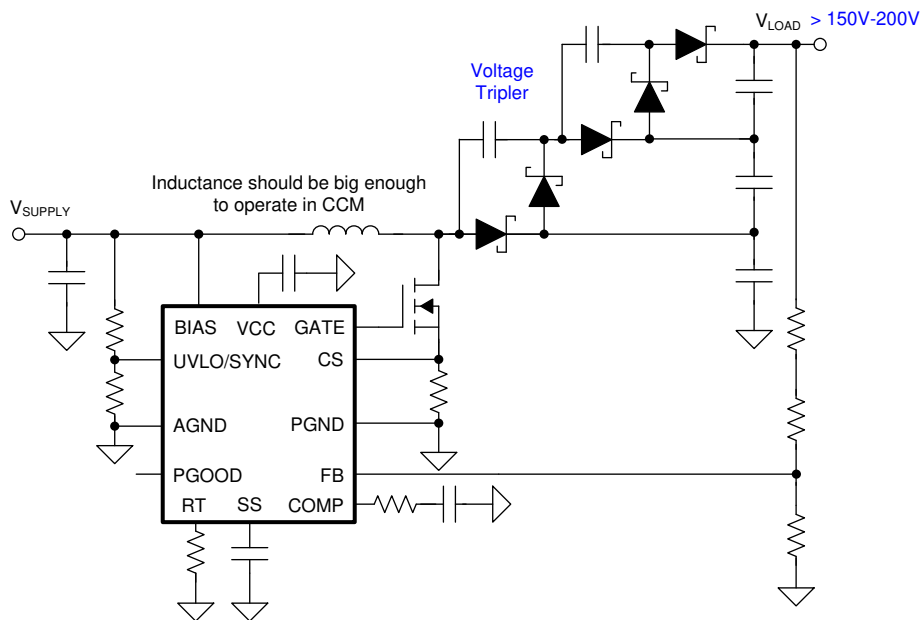 VLOAD > 150V-200V
Voltage
Tripler
Inductance should be big enough
to operate in CCM
VSUPPLY
BIAS VCC GATE
UVLO/SYNC CS
AGND PGND
PGOOD FB
RT SS COMP